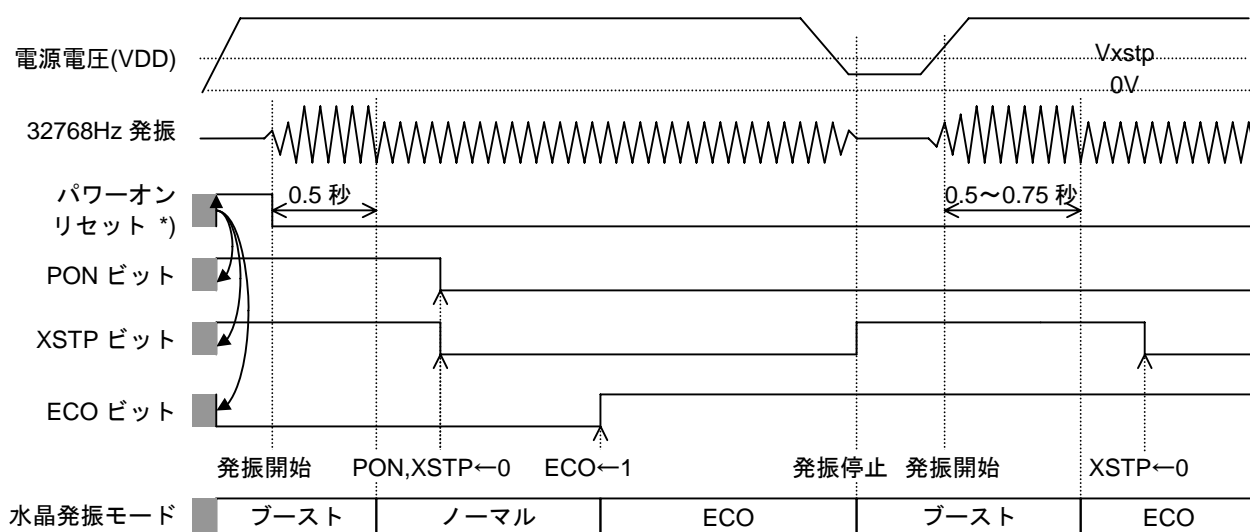 電源電圧(VDD)
Vxstp
0V
32768Hz 発振
パワーオン
リセット *)
0.5 秒
0.5～0.75 秒
PON ビット
XSTP ビット
ECO ビット
発振開始
PON,XSTP←0
ECO←1
発振停止
発振開始
XSTP←0
水晶発振モード
ブースト
ノーマル
ECO
ブースト
ECO